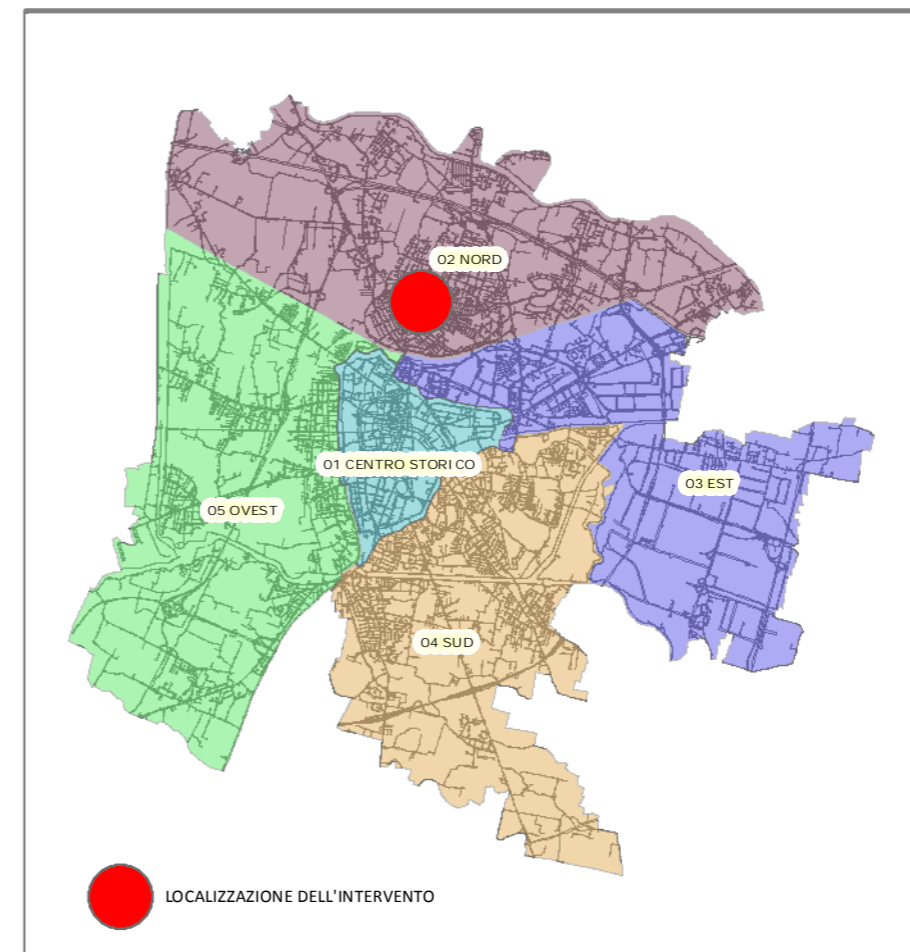 02 NORD
01 CENTRO STORICO
03 EST
05 OVEST
04 SUD
LOCALIZZAZIONE DELL'INTERVENTO